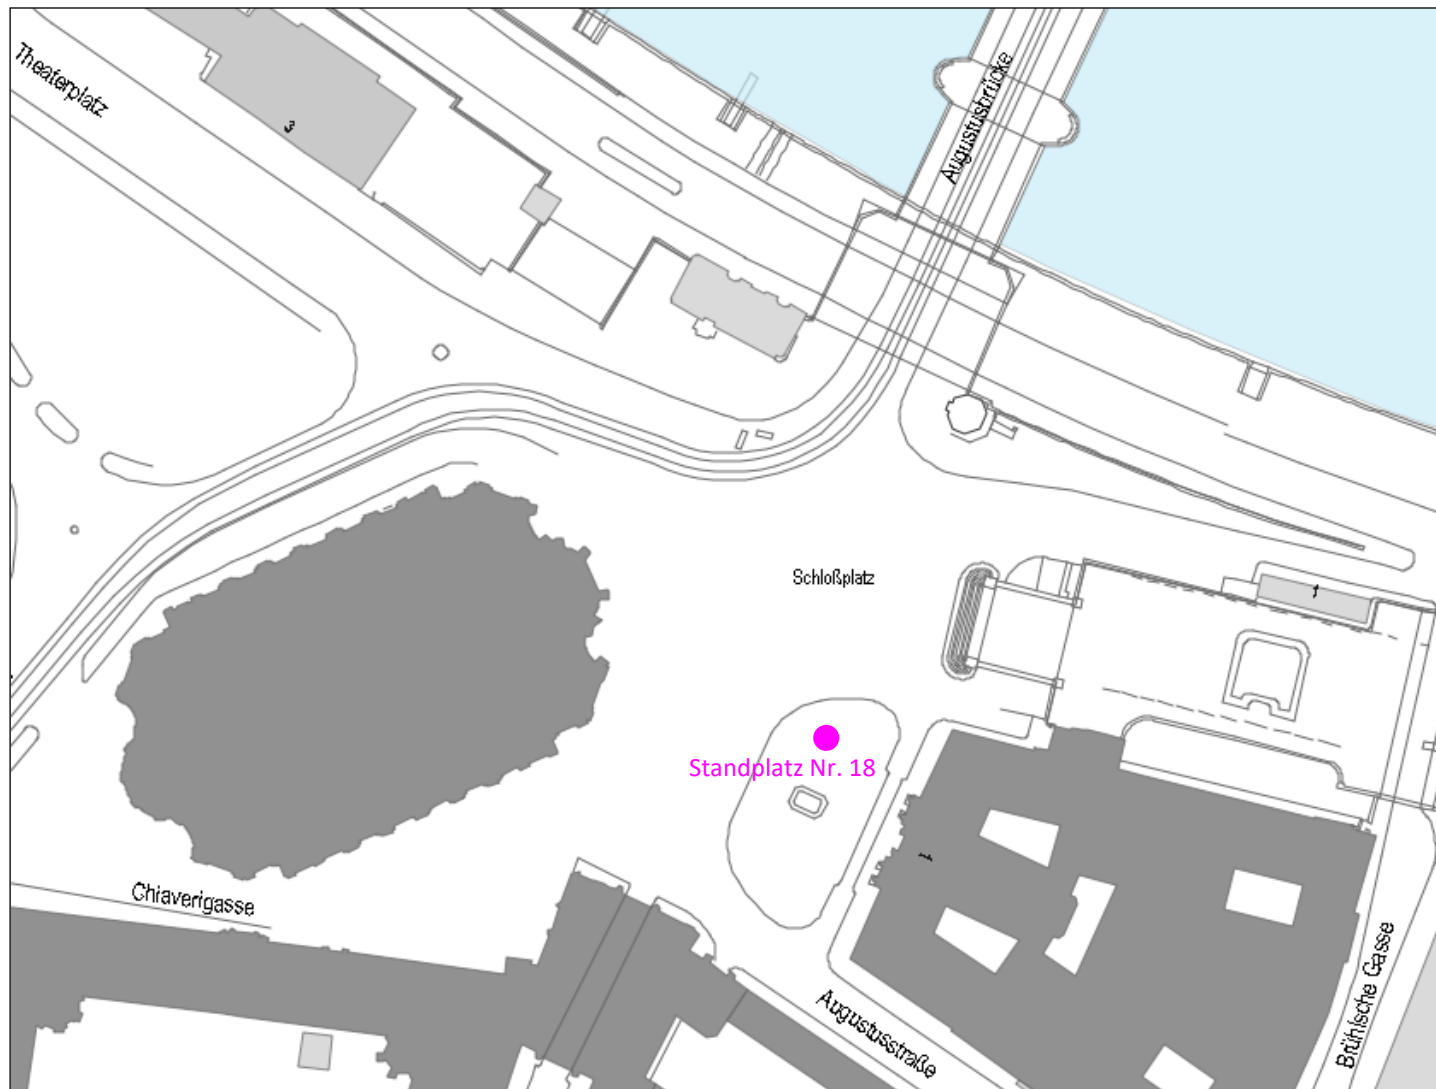 Theaterplatz
Augustusbrücke
3
Schloßplatz
1
Standplatz Nr. 18
1
Chiaverigasse
Augustusstraße
Brühlsche Gasse